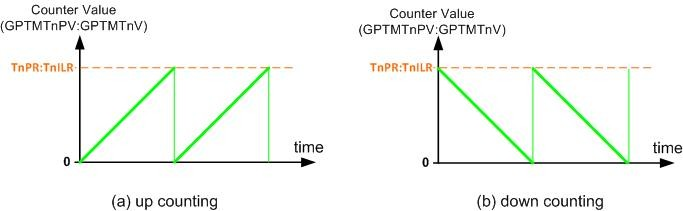 Counter Value
(GPTMTnPV:GPTMTnV)
TnPR:TnILR
0
time
(a) up counting
Counter Value
(GPTMTnPV:GPTMTnV)
TnPR:TnILR
0
time
(b) down counting